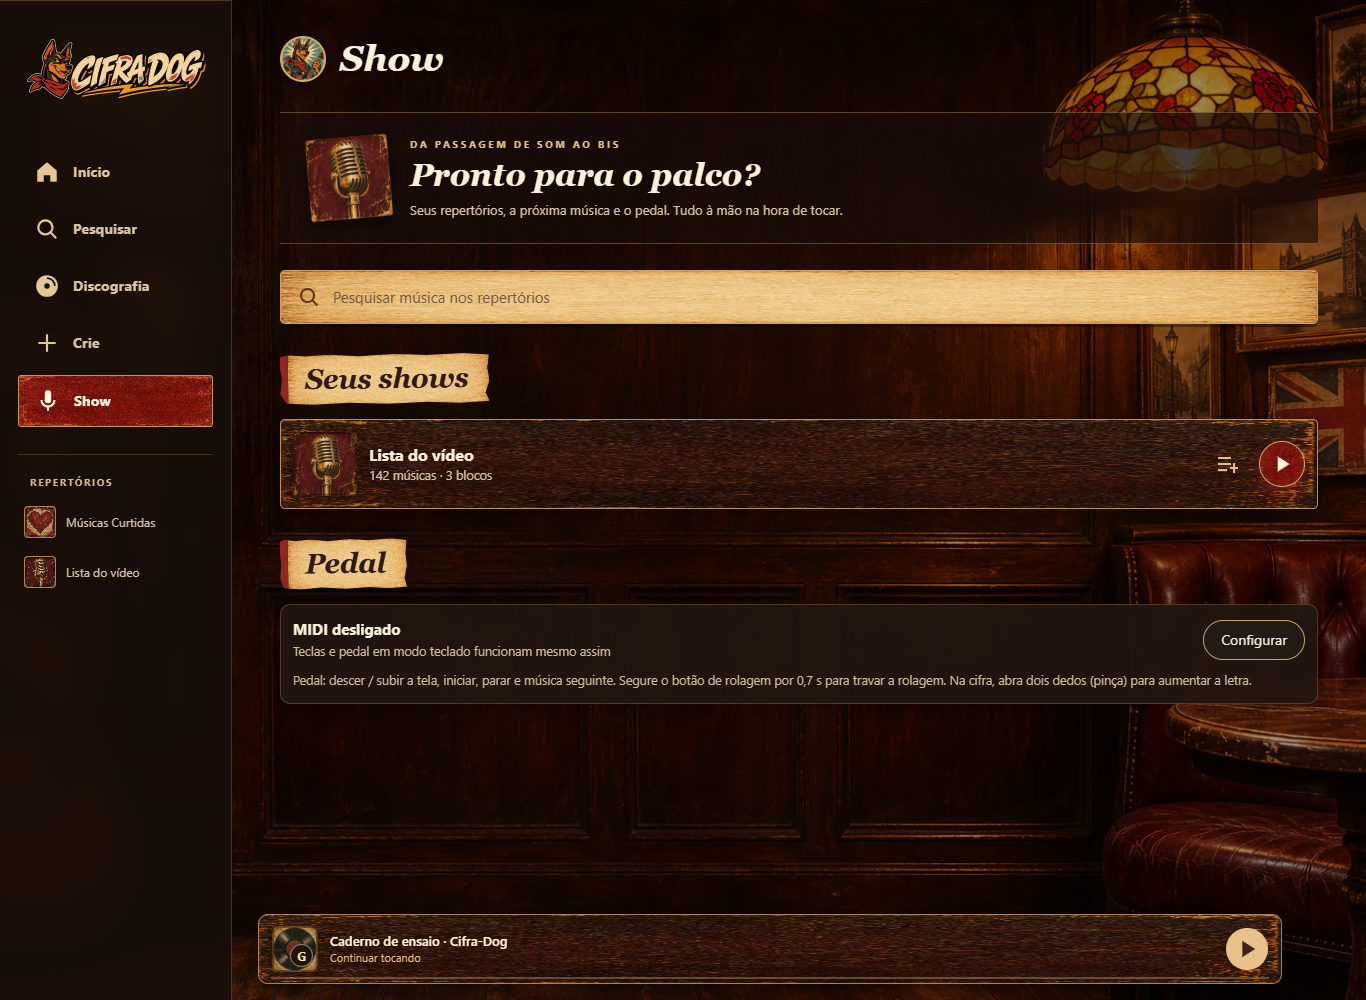 CIFRA DOG
Início
Pesquisar
Discografia
Crie
Show
REPERTÓRIOS
Músicas Curtidas
Lista do vídeo
Show
DA PASSAGEM DE SOM AO BIS
Pronto para o palco?
Seus repertórios, a próxima música e o pedal. Tudo à mão na hora de tocar.
Pesquisar música nos repertórios
Seus shows
Lista do vídeo
142 músicas · 3 blocos
Pedal
MIDI desligado
Teclas e pedal em modo teclado funcionam mesmo assim
Configurar
Pedal: descer / subir a tela, iniciar, parar e música seguinte. Segure o botão de rolagem por 0,7 s para travar a rolagem. Na cifra, abra dois dedos (pinça) para aumentar a letra.
G
Caderno de ensaio · Cifra-Dog
Continuar tocando